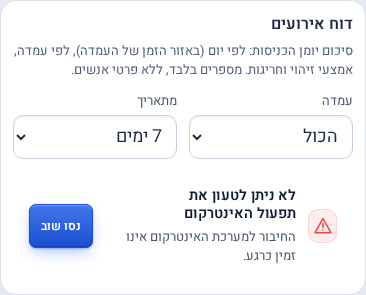 דוח אירועים
סיכום יומן הכניסות: לפי יום (באזור הזמן של העמדה), לפי עמדה,
אמצעי זיהוי וחריגות. מספרים בלבד, ללא פרטי אנשים.
עמדה
מתאריך
הכול
7 ימים
לא ניתן לטעון את
תפעול האינטרקום
החיבור למערכת האינטרקום אינו
זמין כרגע.
נסו שוב